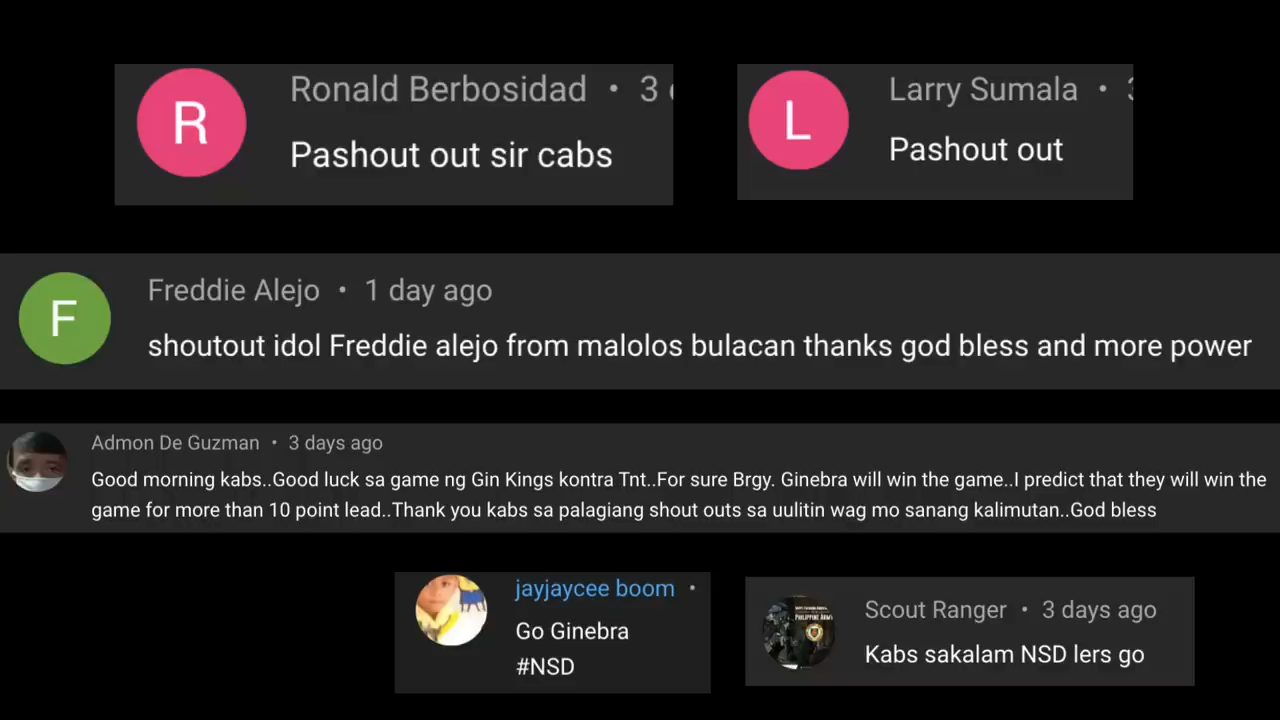 R
Ronald Berbosidad • 3
Pashout out sir cabs
L
Larry Sumala •
Pashout out
F
Freddie Alejo • 1 day ago
shoutout idol Freddie alejo from malolos bulacan thanks god bless and more power
Admon De Guzman • 3 days ago
Good morning kabs..Good luck sa game ng Gin Kings kontra Tnt..For sure Brgy. Ginebra will win the game..I predict that they will win the
game for more than 10 point lead..Thank you kabs sa palagiang shout outs sa uulitin wag mo sanang kalimutan..God bless
jayjaycee boom •
Go Ginebra
#NSD
Scout Ranger • 3 days ago
Kabs sakalam NSD lers go